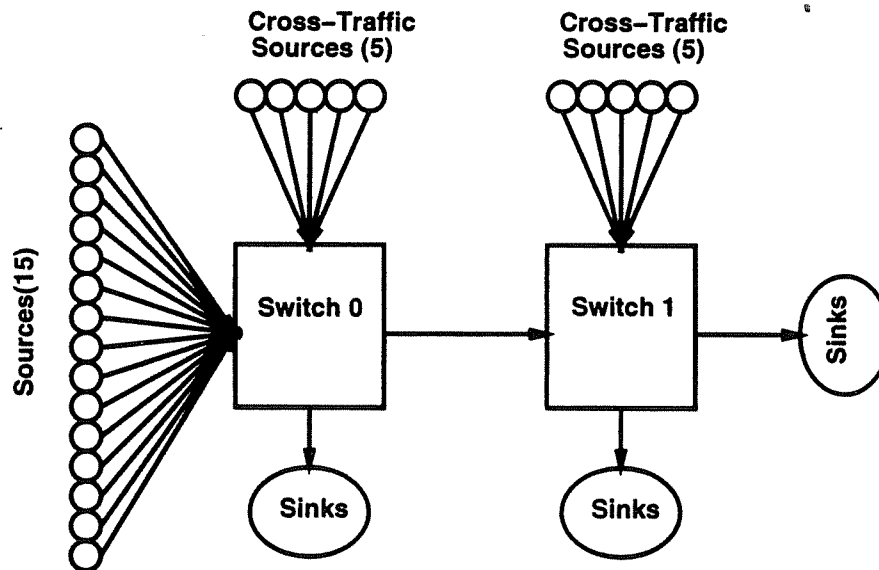 Cross–Traffic
Sources (5)
Cross–Traffic
Sources (5)
Sources(15)
Switch 0
Switch 1
Sinks
Sinks
Sinks